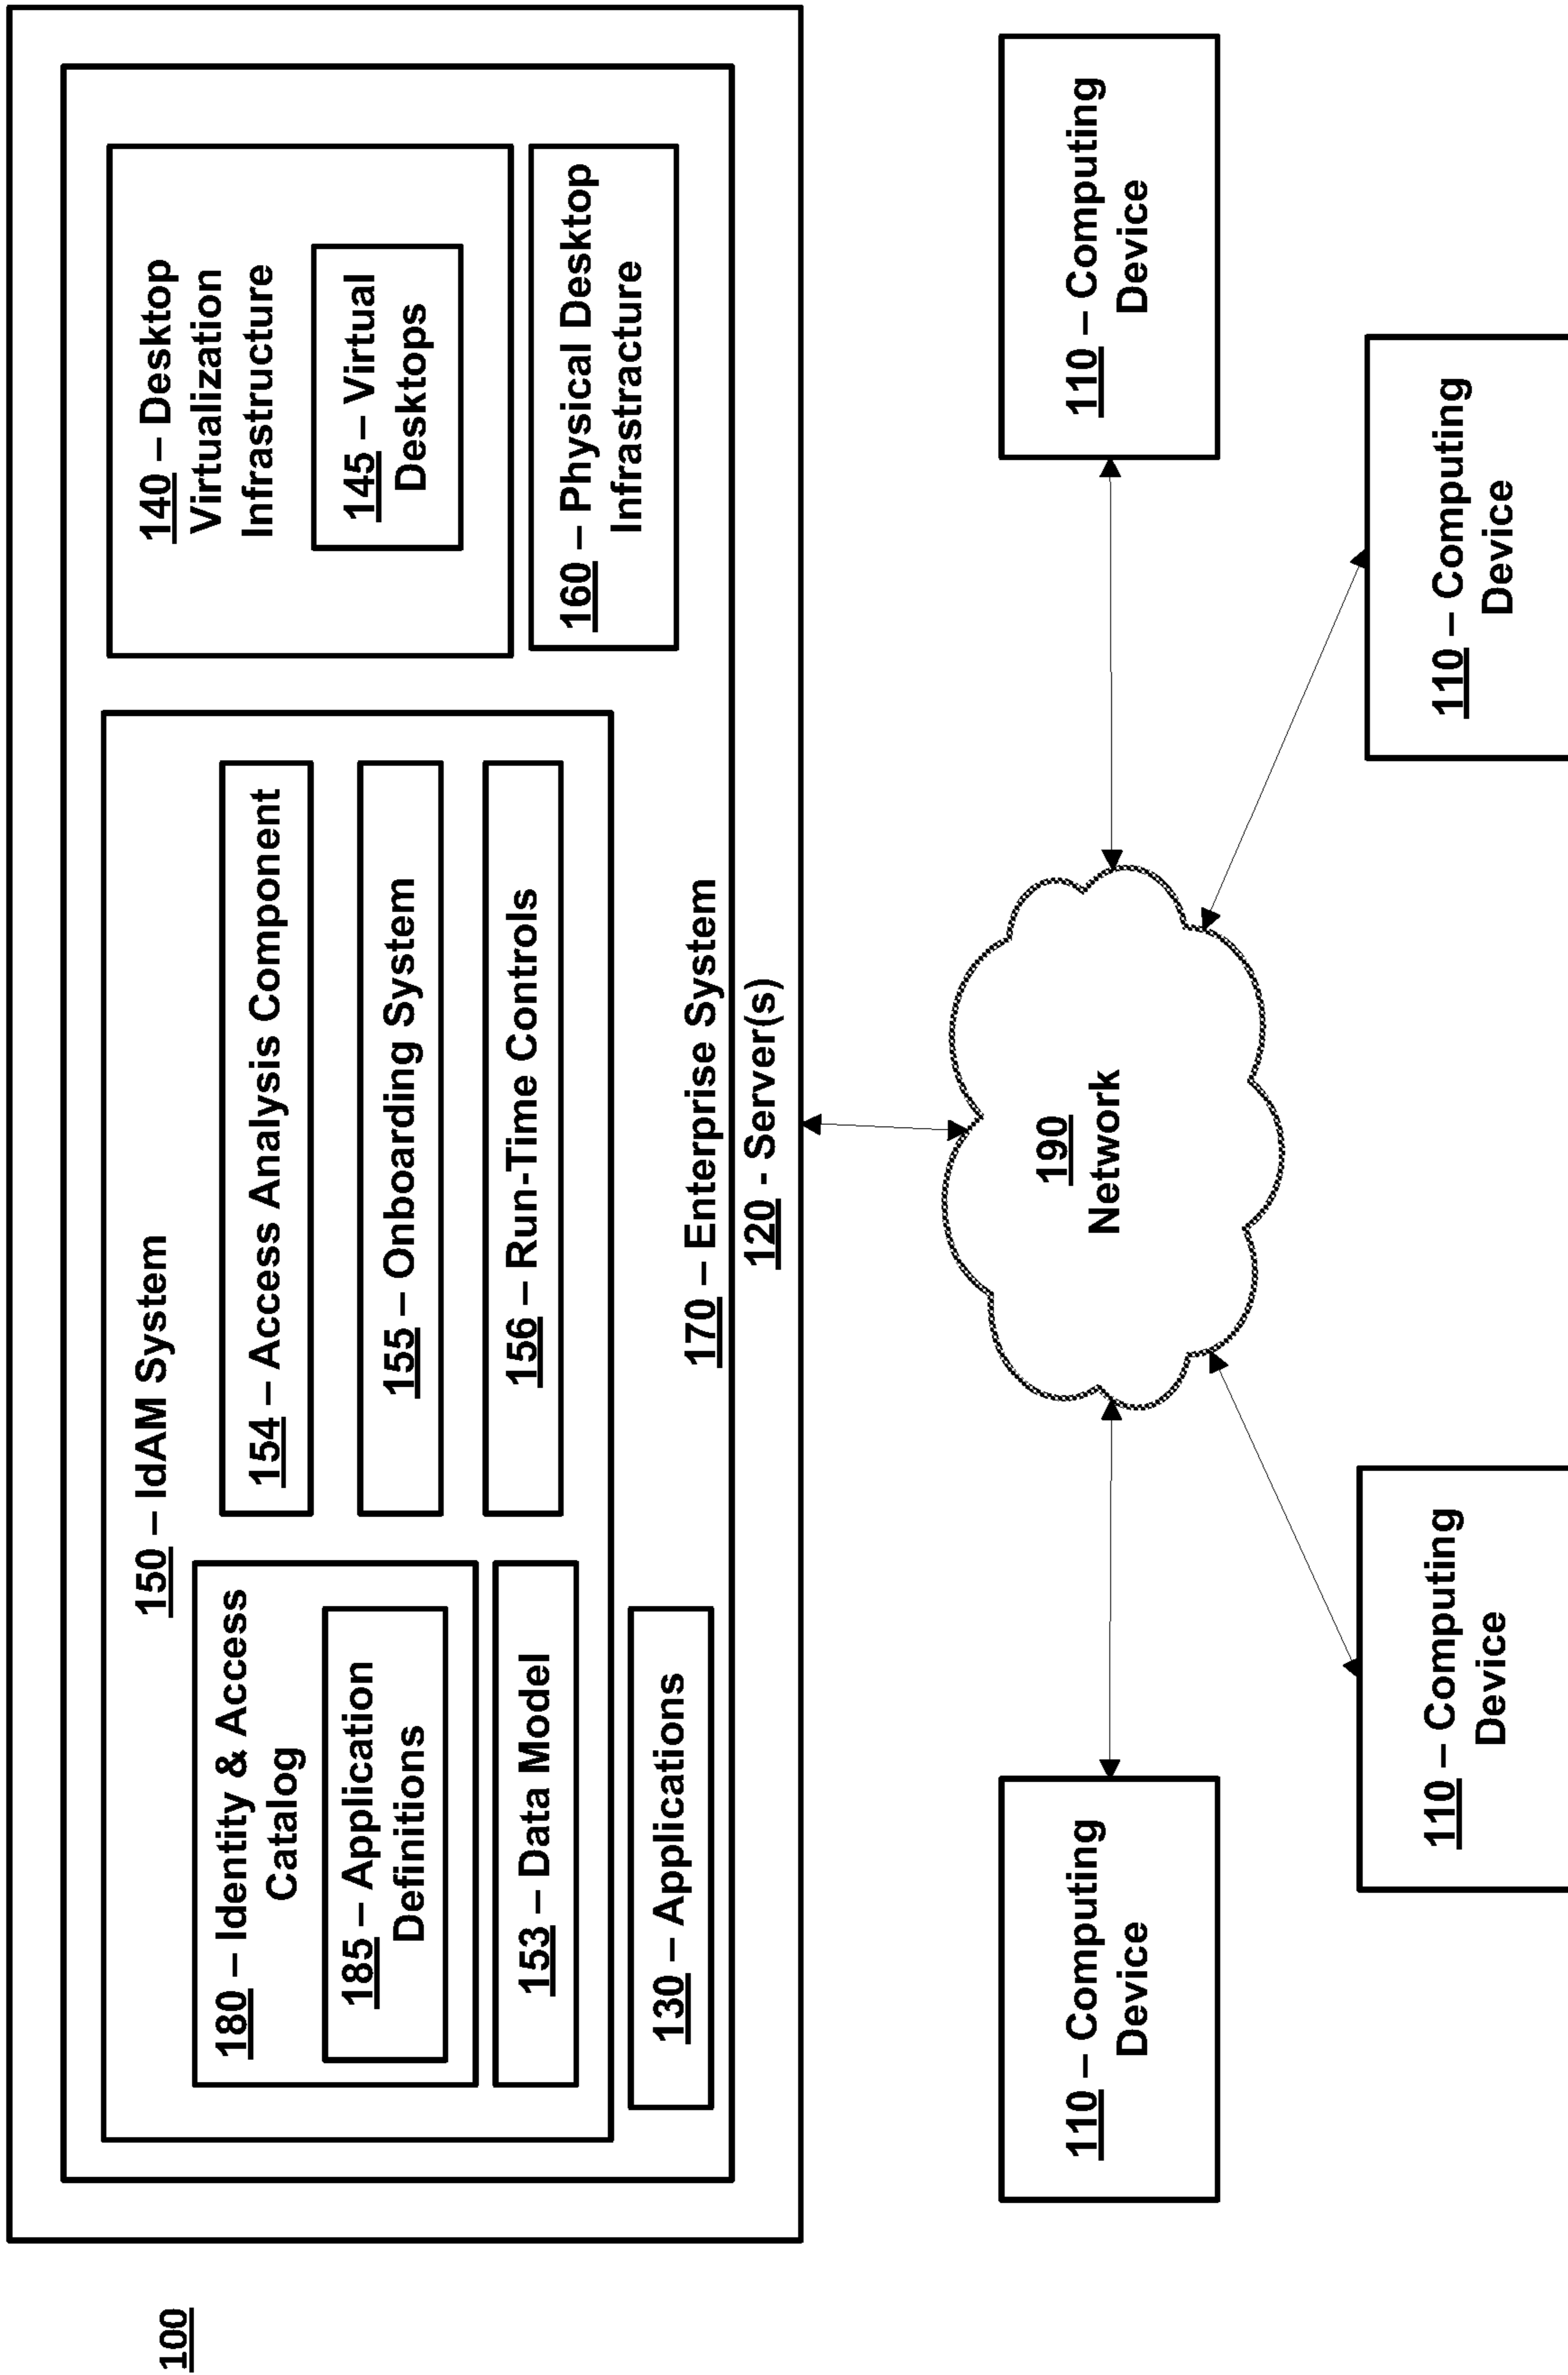 100
150 – IdAM System
180 – Identity & Access
Catalog
185 – Application
Definitions
153 – Data Model
154 – Access Analysis Component
155 – Onboarding System
156 – Run-Time Controls
130 – Applications
140 – Desktop
Virtualization
Infrastructure
145 – Virtual
Desktops
160 – Physical Desktop
Infrastracture
170 – Enterprise System
120 - Server(s)
190
Network
110 – Computing
Device
110 – Computing
Device
110 – Computing
Device
110 – Computing
Device